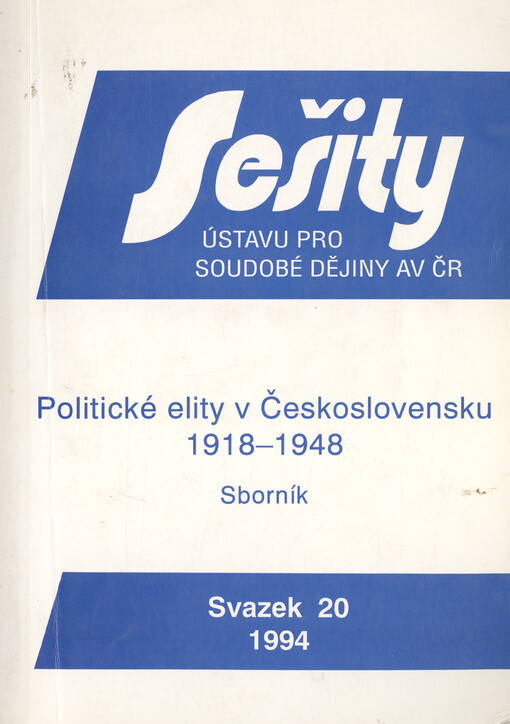 Sešity
ÚSTAVU PRO
SOUDOBÉ DĚJINY AV ČR
Politické elity v Československu
1918–1948
Sborník
Svazek 20
1994